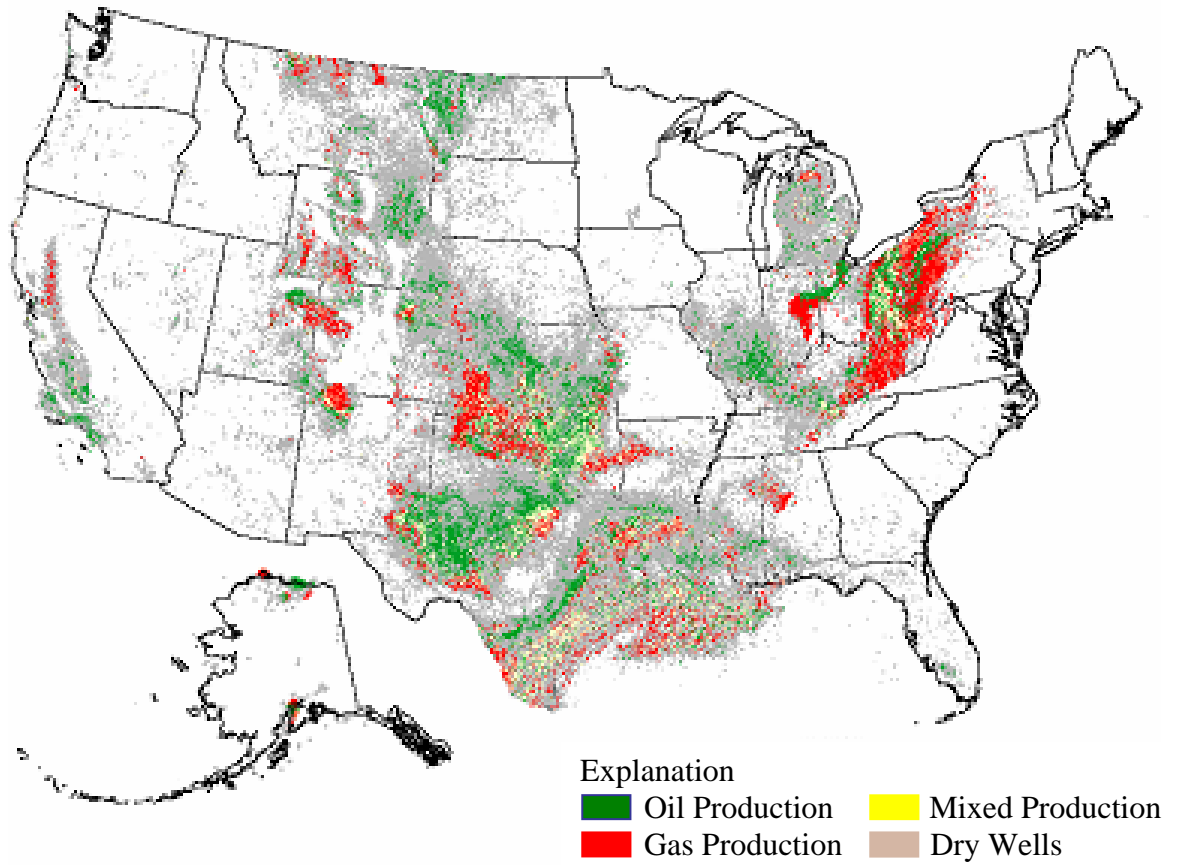 Explanation
Oil Production
Mixed Production
Gas Production
Dry Wells